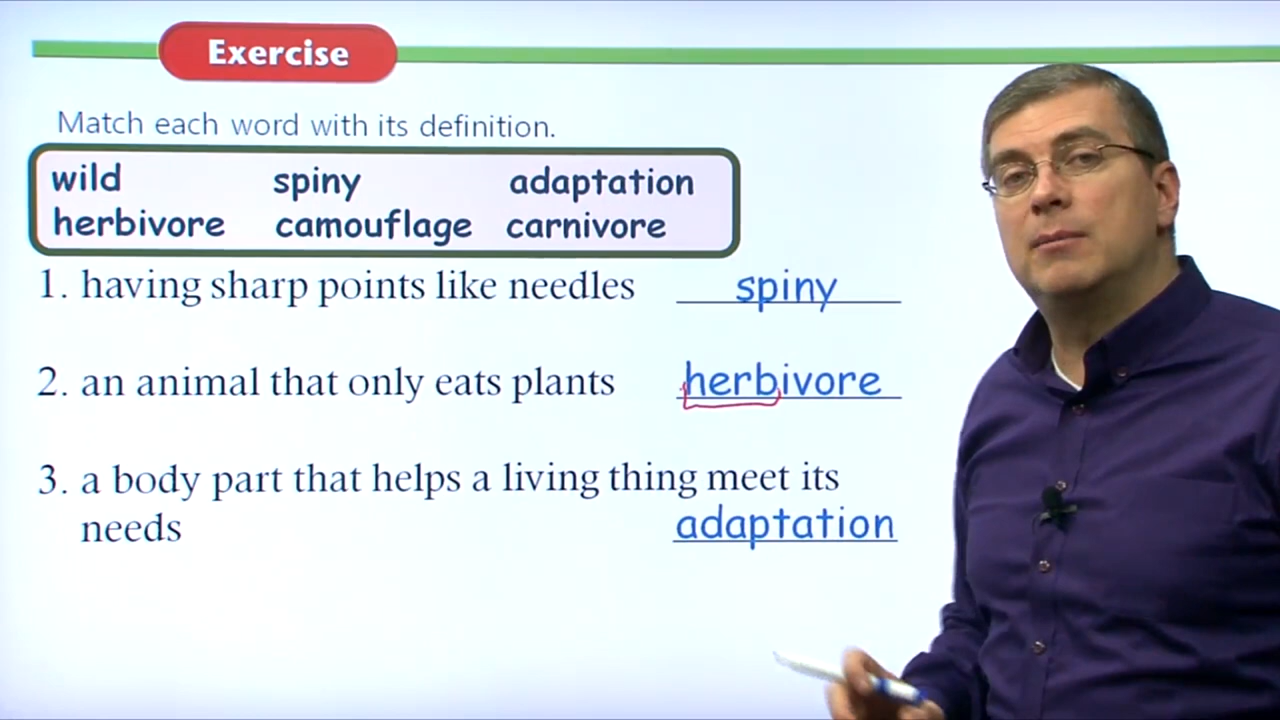 Exercise
Match each word with its definition.
wild spiny adaptation
herbivore camouflage carnivore
1. having sharp points like needles spiny
2. an animal that only eats plants herbivore
3. a body part that helps a living thing meet its
needs adaptation